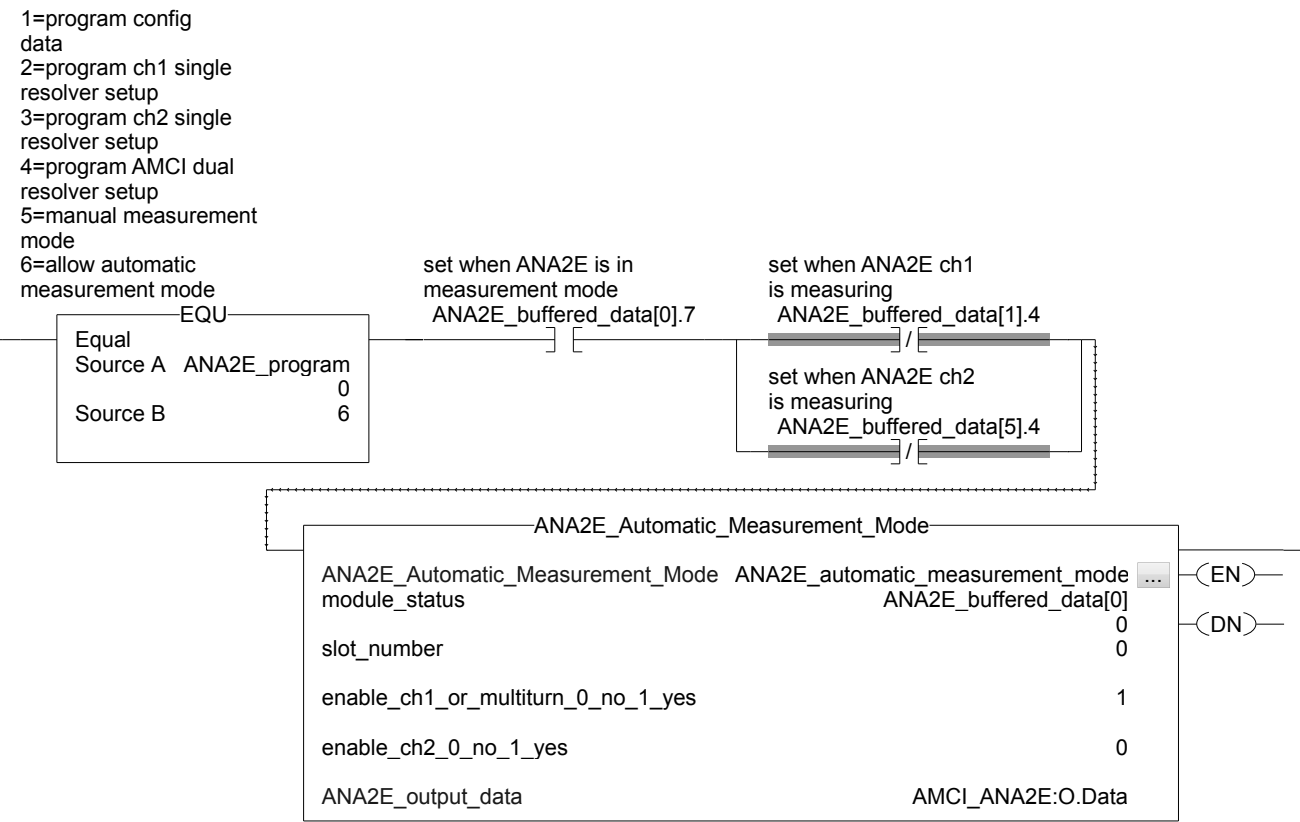 1=program config
data
2=program ch1 single
resolver setup
3=program ch2 single
resolver setup
4=program AMCI dual
resolver setup
5=manual measurement
mode
6=allow automatic
measurement mode
EQU
Equal
Source A ANA2E_program
0
Source B 6
set when ANA2E is in
measurement mode
ANA2E_buffered_data[0].7
set when ANA2E ch1
is measuring
ANA2E_buffered_data[1].4
/
set when ANA2E ch2
is measuring
ANA2E_buffered_data[5].4
/
ANA2E_Automatic_Measurement_Mode
ANA2E_Automatic_Measurement_Mode ANA2E_automatic_measurement_mode ...
module_status ANA2E_buffered_data[0]
0
slot_number 0
enable_ch1_or_multiturn_0_no_1_yes 1
enable_ch2_0_no_1_yes 0
ANA2E_output_data AMCI_ANA2E:O.Data
EN
DN